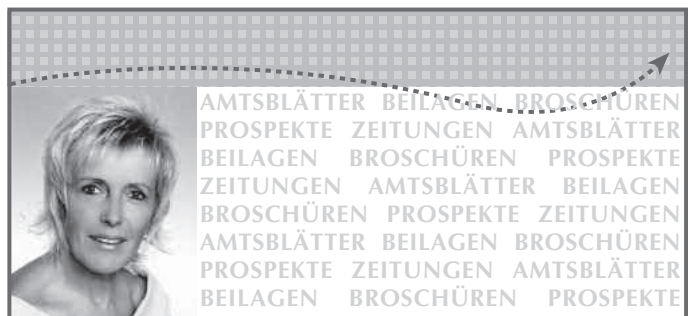 AMTSBLÄTTER BEILAGEN BROSCHÜREN
PROSPEKTE ZEITUNGEN AMTSBLÄTTER
BEILAGEN BROSCHÜREN PROSPEKTE
ZEITUNGEN AMTSBLÄTTER BEILAGEN
BROSCHÜREN PROSPEKTE ZEITUNGEN
AMTSBLÄTTER BEILAGEN BROSCHÜREN
PROSPEKTE ZEITUNGEN AMTSBLÄTTER
BEILAGEN BROSCHÜREN PROSPEKTE